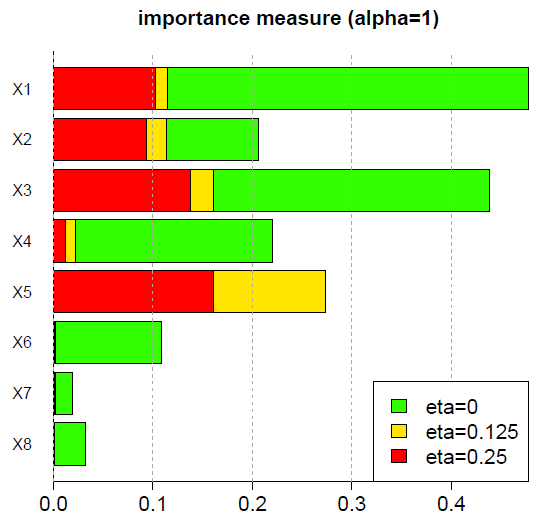 importance measure (alpha=1)
X1
X2
X3
X4
X5
X6
X7
X8
eta=0
eta=0.125
eta=0.25
0.0 0.1 0.2 0.3 0.4